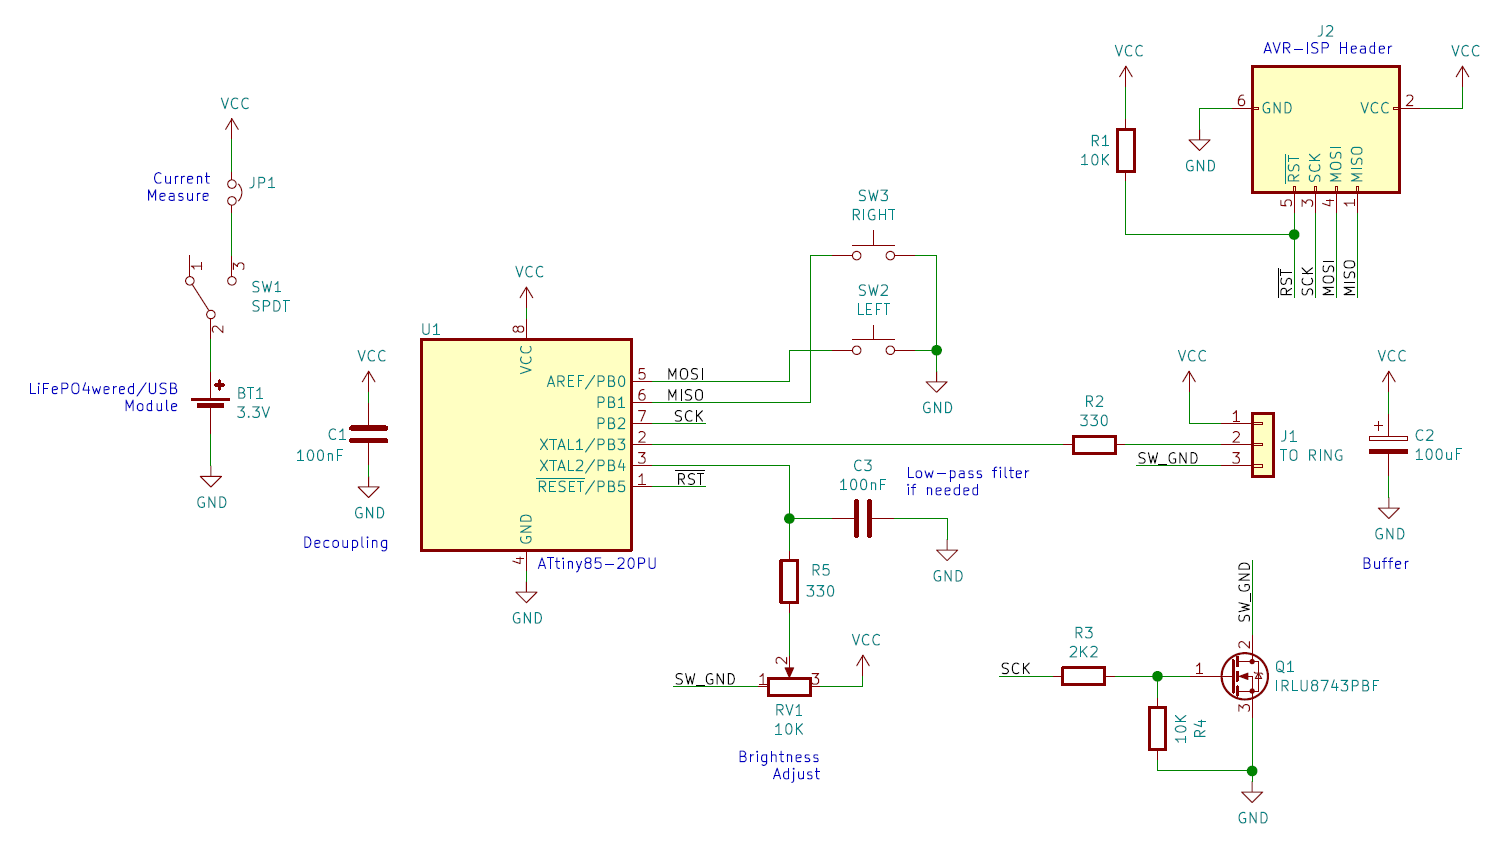 VCC
Current
Measure
JP1
1
3
SW1
SPDT
2
LiFePO4wered/USB
Module
BT1
3.3V
GND
VCC
C1
100nF
GND
Decoupling
VCC
U1
8
VCC
AREF/PB0
5
MOSI
PB1
6
MISO
PB2
7
SCK
XTAL1/PB3
2
XTAL2/PB4
3
RESET/PB5
1
RST
GND
4
ATtiny85-20PU
GND
SW3
RIGHT
SW2
LEFT
GND
C3
100nF
Low-pass filter
if needed
GND
R5
330
VCC
2
SW_GND
1
3
RV1
10K
Brightness
Adjust
VCC
R1
10K
J2
AVR-ISP Header
VCC
6
GND
VCC
2
GND
RST
SCK
MOSI
MISO
5
3
4
1
RST
SCK
MOSI
MISO
R2
330
VCC
1
2
SW_GND
3
J1
TO RING
VCC
C2
100uF
GND
Buffer
SW_GND
R3
2K2
SCK
1
2
Q1
IRLU8743PBF
3
10K
R4
GND